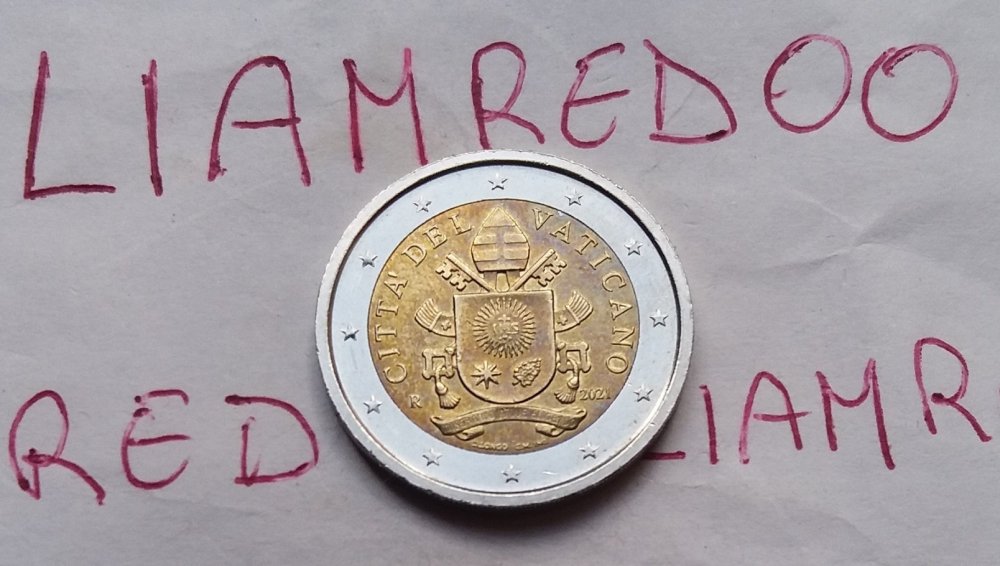 LIAMREDOO
CITTA' DEL VATICANO
R 2021
RED LIAMR